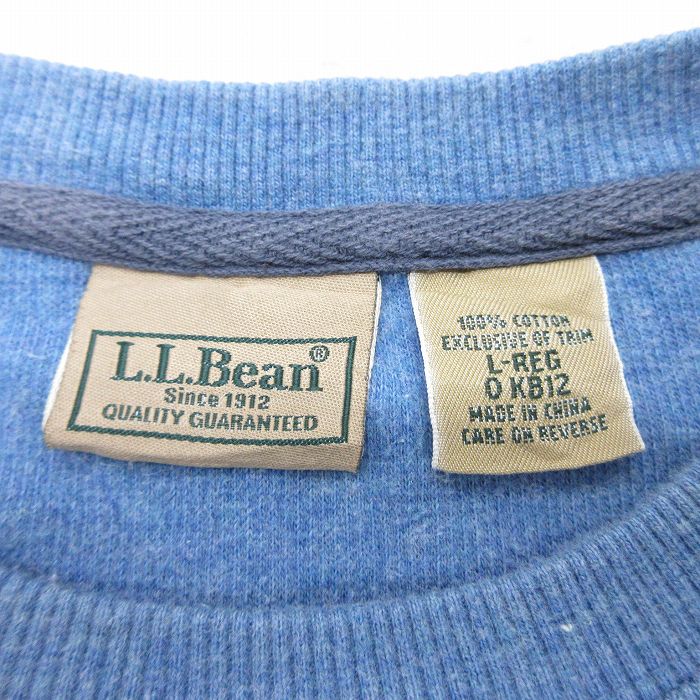 L.L.Bean®
Since 1912
QUALITY GUARANTEED
100% COTTON
EXCLUSIVE OF TRIM
L-REG
0 KB12
MADE IN CHINA
CARE ON REVERSE